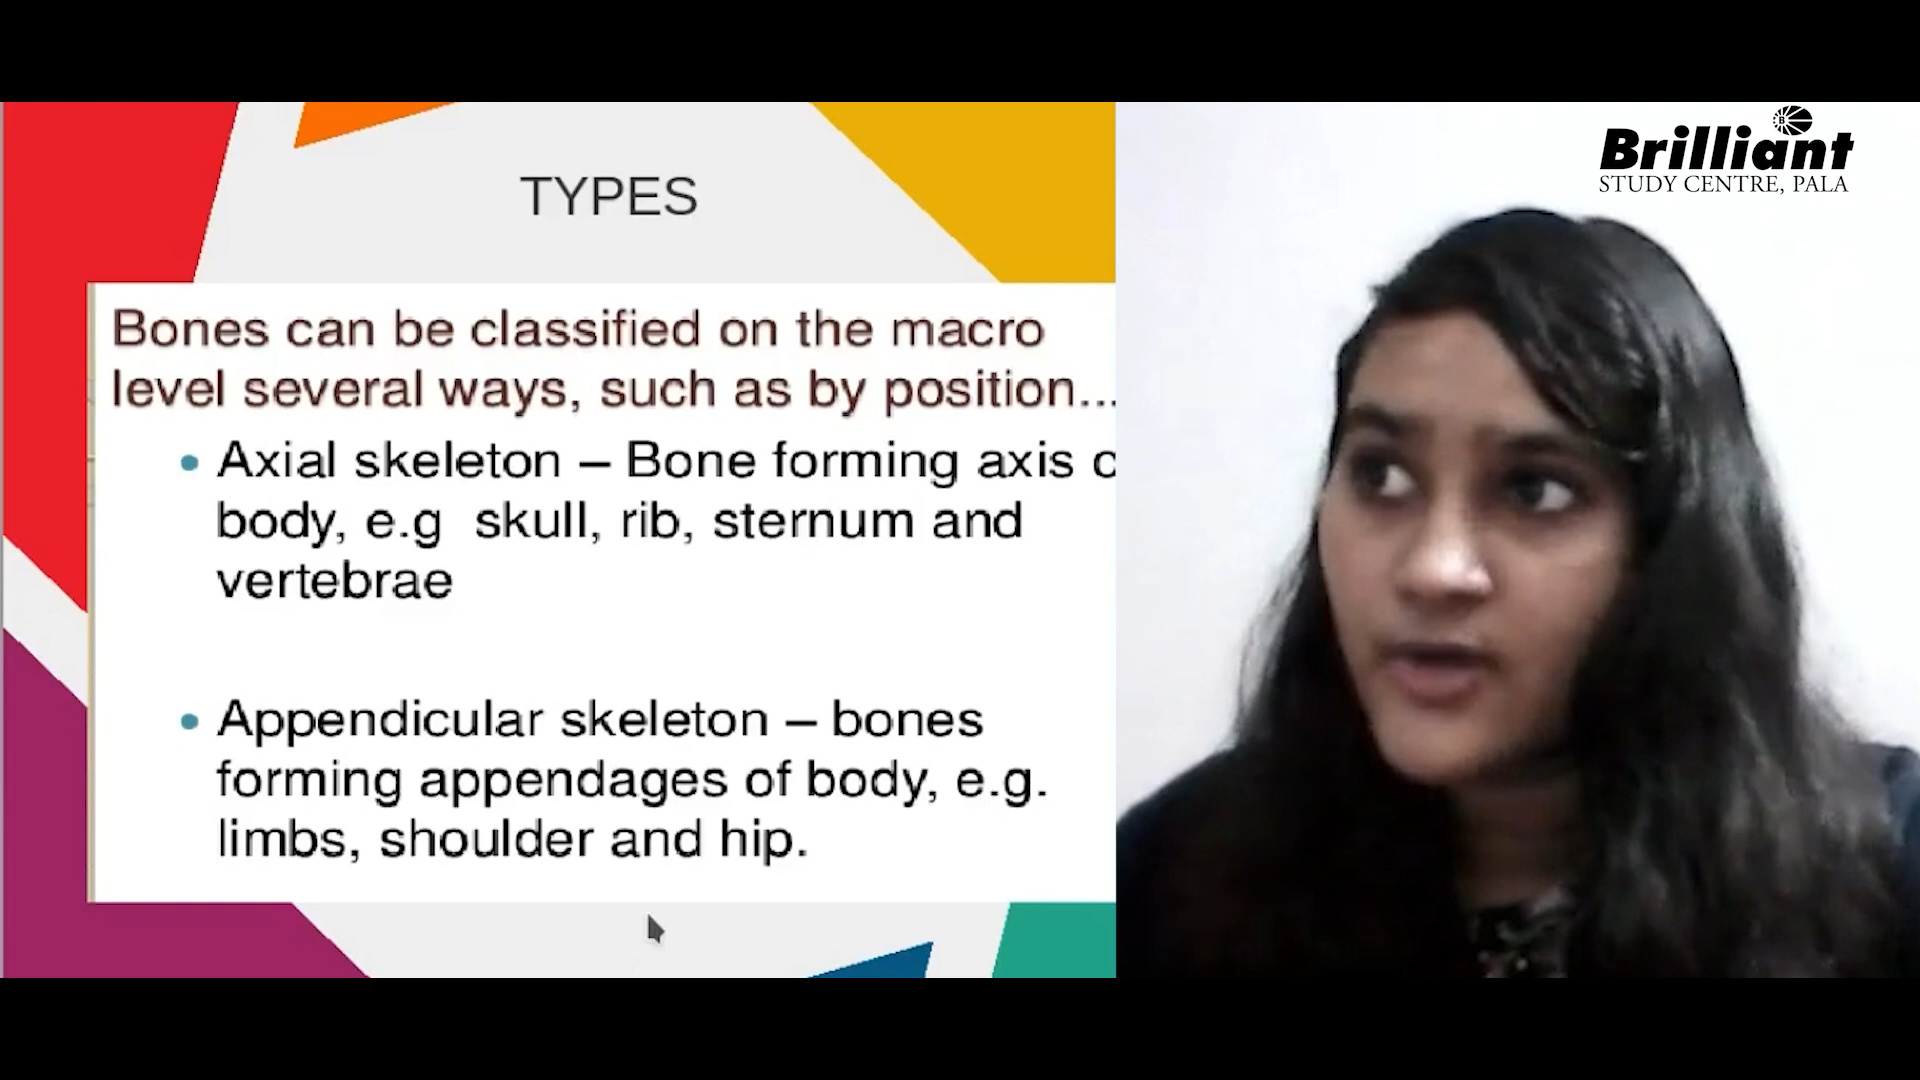 Brilliant
STUDY CENTRE, PALA
TYPES
Bones can be classified on the macro
level several ways, such as by position...
Axial skeleton – Bone forming axis
body, e.g skull, rib, sternum and
vertebrae
Appendicular skeleton – bones
forming appendages of body, e.g.
limbs, shoulder and hip.